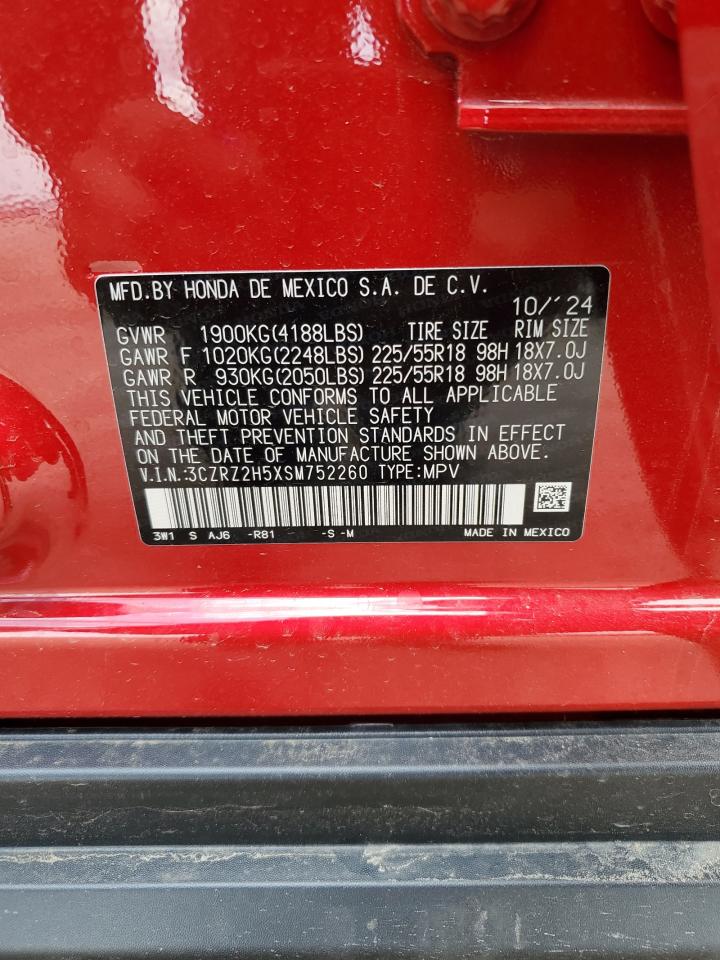 MFD.BY HONDA DE MEXICO S.A. DE C.V.
10/'24
GVWR 1900KG(4188LBS) TIRE SIZE RIM SIZE
GAWR F 1020KG(2248LBS) 225/55R18 98H 18X7.0J
GAWR R 930KG(2050LBS) 225/55R18 98H 18X7.0J
THIS VEHICLE CONFORMS TO ALL APPLICABLE
FEDERAL MOTOR VEHICLE SAFETY
AND THEFT PREVENTION STANDARDS IN EFFECT
ON THE DATE OF MANUFACTURE SHOWN ABOVE.
V.I.N.:3CZRZ2H5XSM752260 TYPE:MPV
3W1 S AJ6 -R81 -S -M MADE IN MEXICO